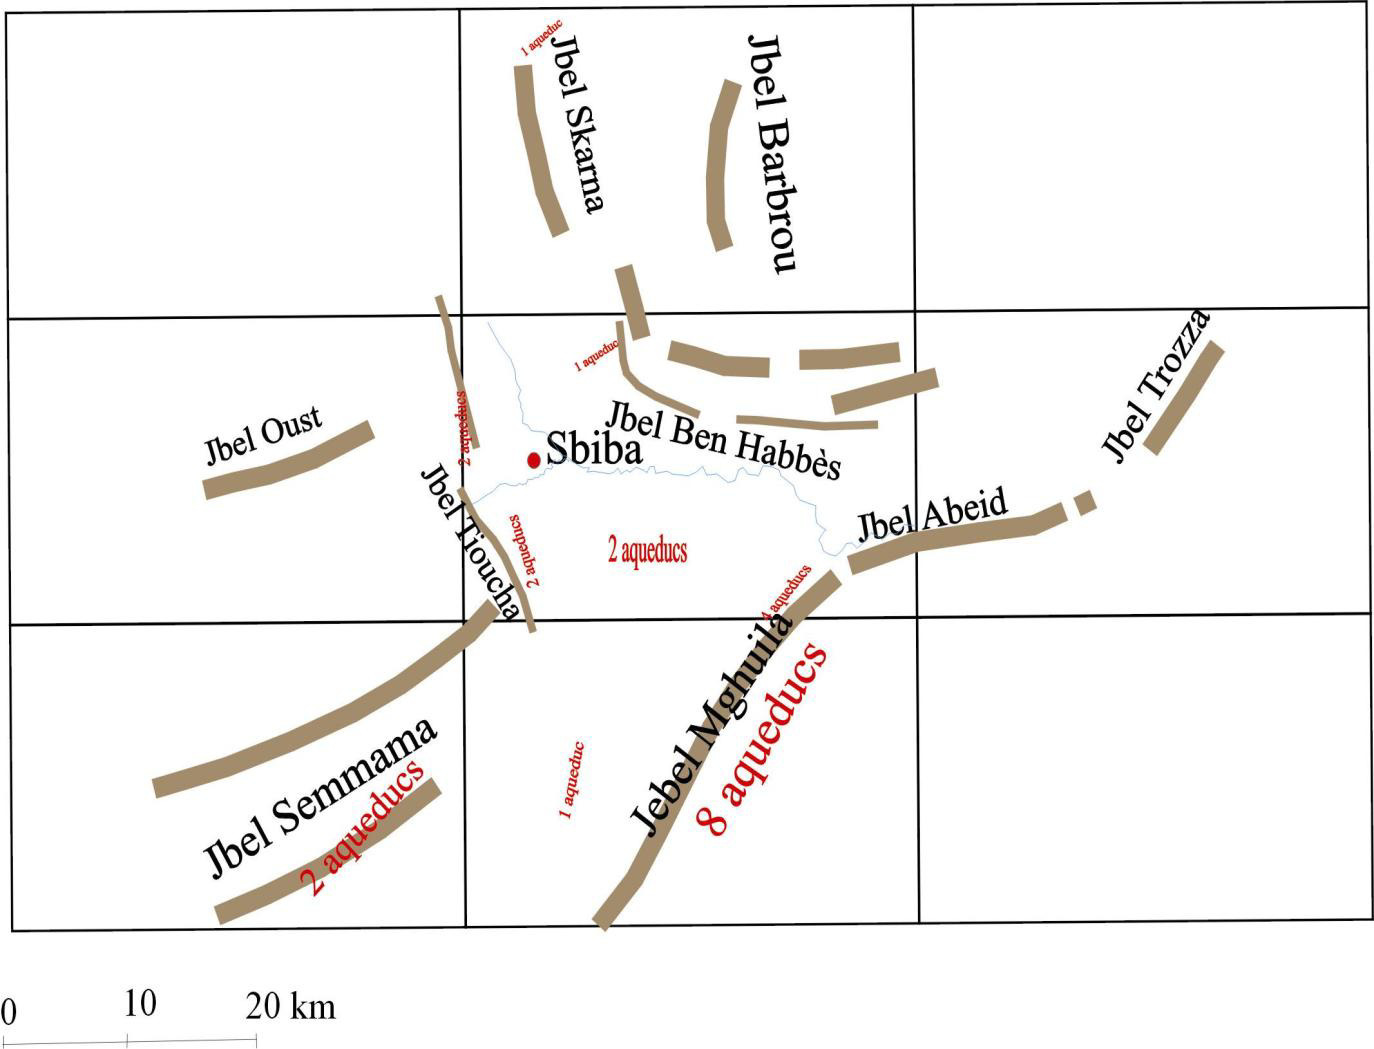 1 aqueduc
Jbel Skarna
Jbel Barbrou
1 aqueduc
Jbel Trozza
2 aqueducs
Jbel Oust
Jbel Ben Habbès
Sbiba
Jbel Tioucha
2 aqueducs
2 aqueducs
Jbel Abeid
4 aqueducs
Jebel Mghuila
8 aqueducs
1 aqueduc
Jbel Semmama
2 aqueducs
0 10 20 km